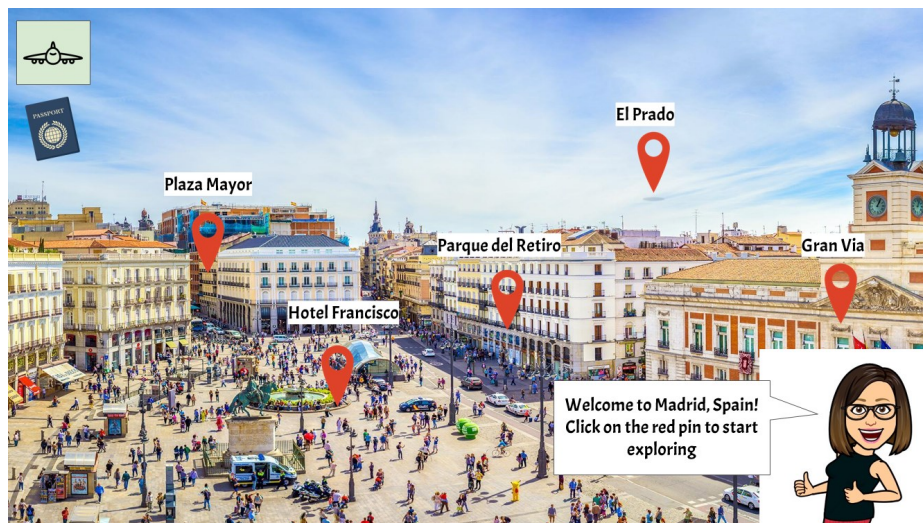 PASSPORT
El Prado
Plaza Mayor
Parque del Retiro
Gran Via
Hotel Francisco
Welcome to Madrid, Spain!
Click on the red pin to start
exploring